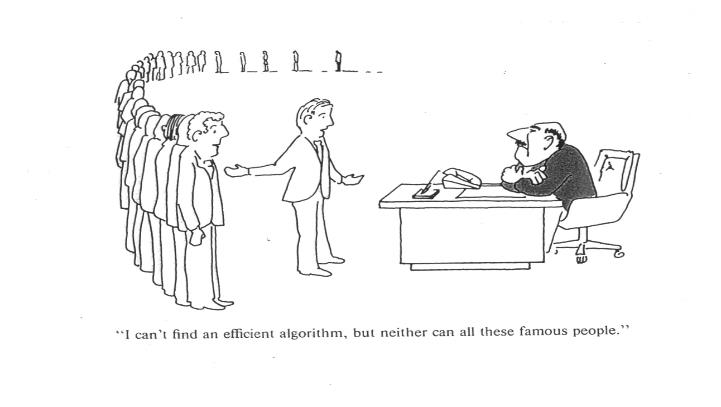 “I can’t find an efficient algorithm, but neither can all these famous people.”